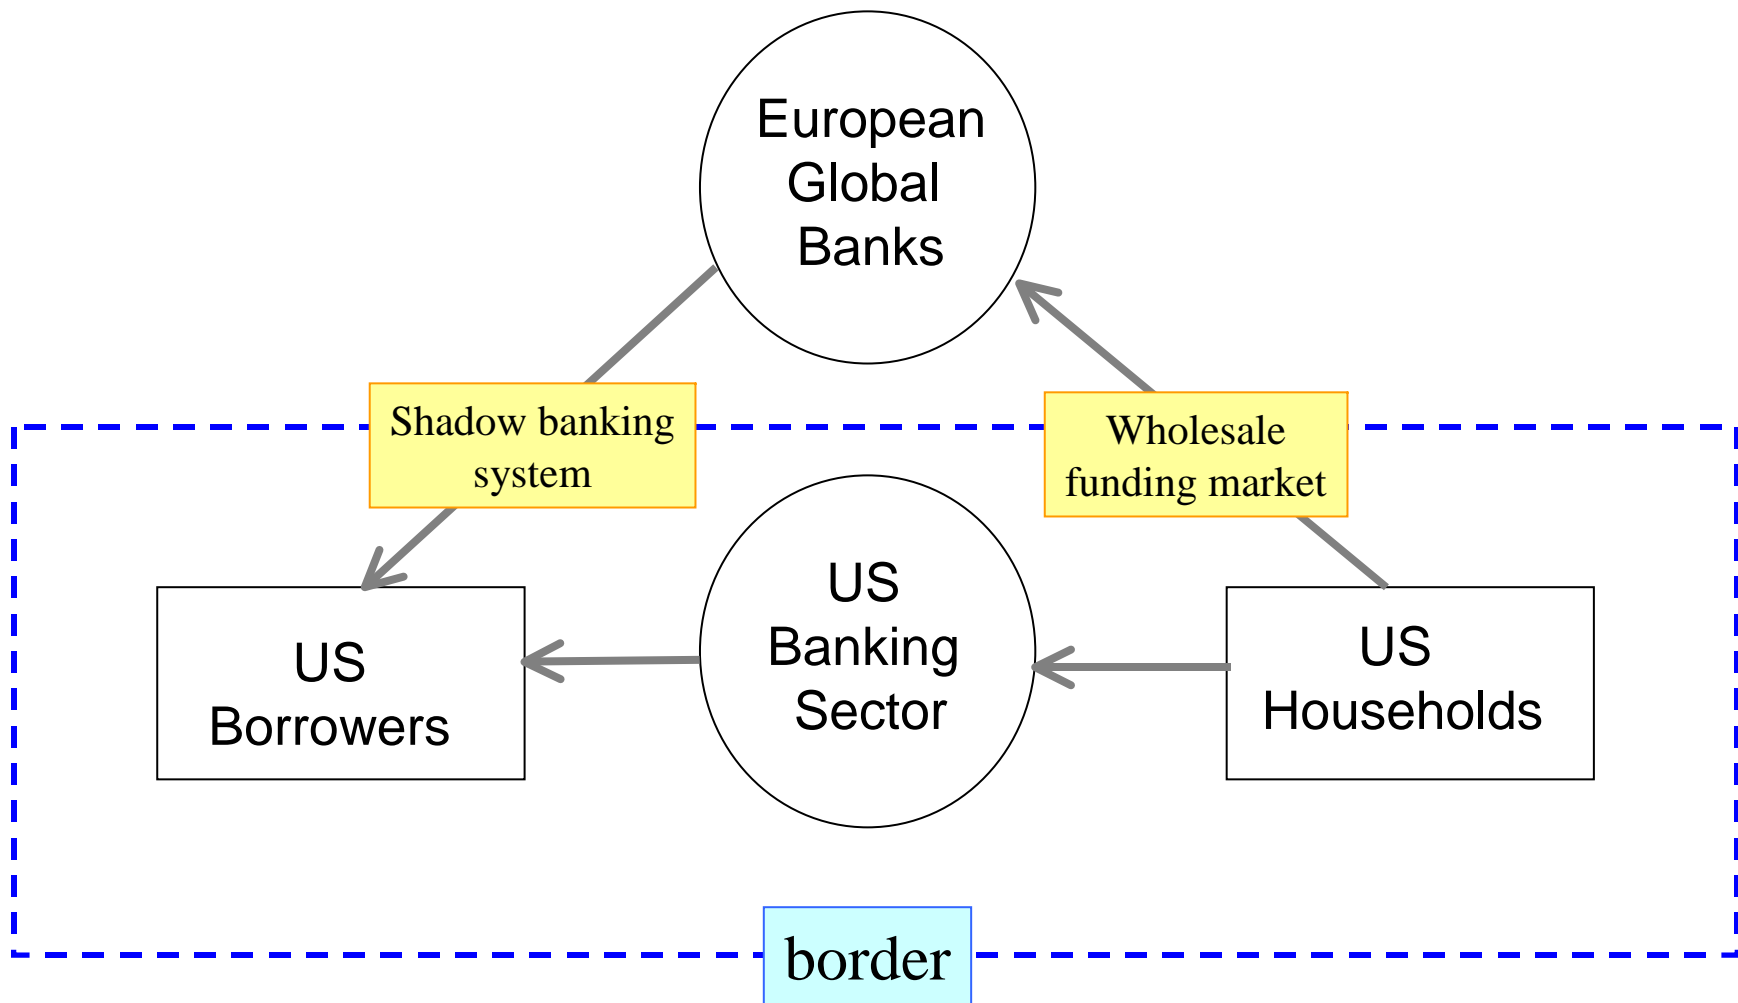 European
Global
Banks
Shadow banking
system
Wholesale
funding market
US
Borrowers
US
Banking
Sector
US
Households
border